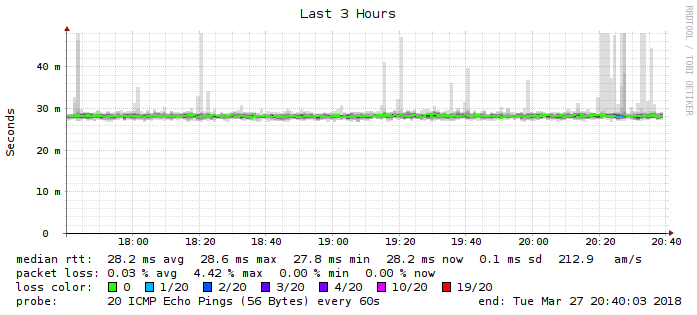 Last 3 Hours
RRDTOOL / TOBI OETIKER
Seconds
40 m
30 m
20 m
10 m
0
18:00 18:20 18:40 19:00 19:20 19:40 20:00 20:20 20:40
median rtt: 28.2 ms avg 28.6 ms max 27.8 ms min 28.2 ms now 0.1 ms sd 212.9 am/s
packet loss: 0.03 % avg 4.42 % max 0.00 % min 0.00 % now
loss color: 0 1/20 2/20 3/20 4/20 10/20 19/20
probe: 20 ICMP Echo Pings (56 Bytes) every 60s end: Tue Mar 27 20:40:03 2018